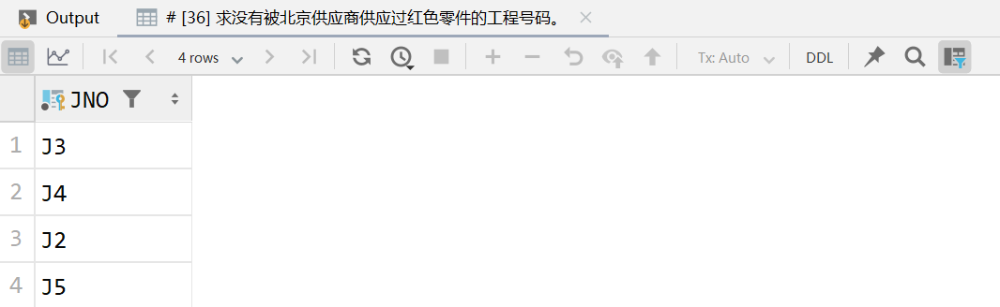 Output
# [36] 求没有被北京供应商供应过红色零件的工程号码。
4 rows
Tx: Auto
DDL
JNO
1 J3
2 J4
3 J2
4 J5